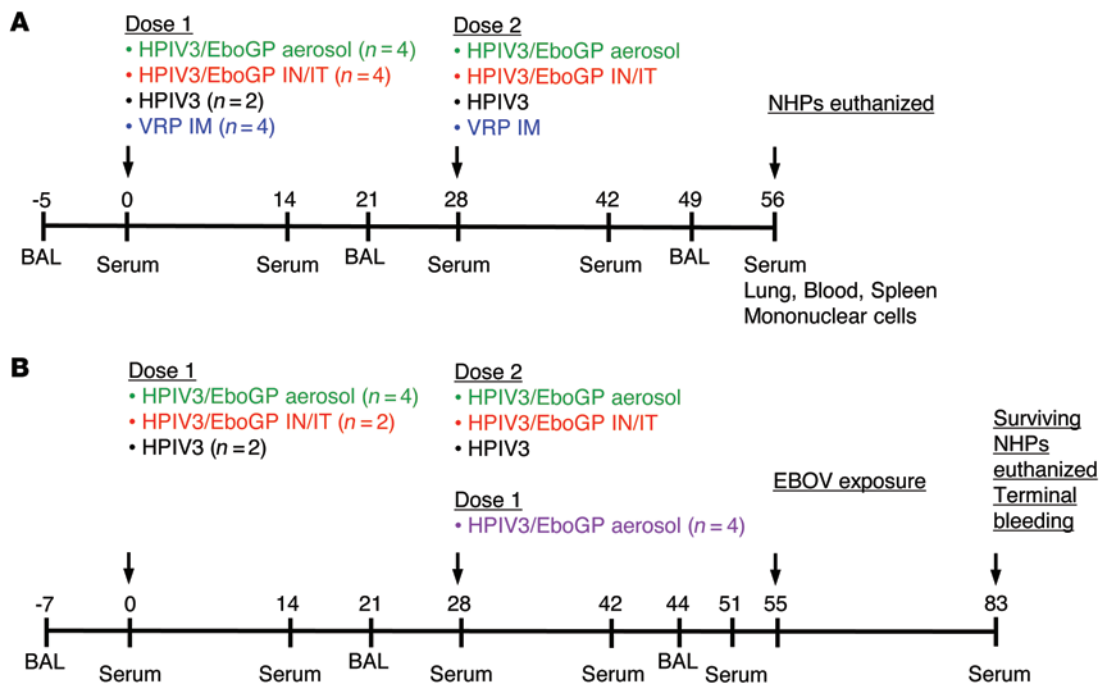 A
Dose 1
• HPIV3/EboGP aerosol (n = 4)
• HPIV3/EboGP IN/IT (n = 4)
• HPIV3 (n = 2)
• VRP IM (n = 4)
Dose 2
• HPIV3/EboGP aerosol
• HPIV3/EboGP IN/IT
• HPIV3
• VRP IM
NHPs euthanized
-5 0 14 21 28 42 49 56
BAL Serum Serum BAL Serum Serum BAL Serum
Lung, Blood, Spleen
Mononuclear cells
B
Dose 1
• HPIV3/EboGP aerosol (n = 4)
• HPIV3/EboGP IN/IT (n = 2)
• HPIV3 (n = 2)
Dose 2
• HPIV3/EboGP aerosol
• HPIV3/EboGP IN/IT
• HPIV3
Dose 1
• HPIV3/EboGP aerosol (n = 4)
EBOV exposure
Surviving
NHPs
euthanized
Terminal
bleeding
-7 0 14 21 28 42 44 51 55 83
BAL Serum Serum BAL Serum Serum BAL Serum Serum